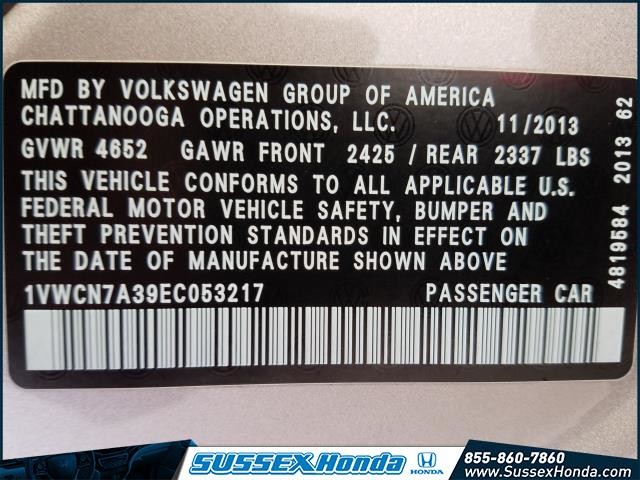 MFD BY VOLKSWAGEN GROUP OF AMERICA
CHATTANOOGA OPERATIONS, LLC. 11/2013
GVWR 4652 GAWR FRONT 2425 / REAR 2337 LBS
THIS VEHICLE CONFORMS TO ALL APPLICABLE U.S.
FEDERAL MOTOR VEHICLE SAFETY, BUMPER AND
THEFT PREVENTION STANDARDS IN EFFECT ON
THE DATE OF MANUFACTURE SHOWN ABOVE
1VWCN7A39EC053217 PASSENGER CAR
4819584 2013 62
SUSSEX Honda HONDA
855-860-7860
www.SussexHonda.com